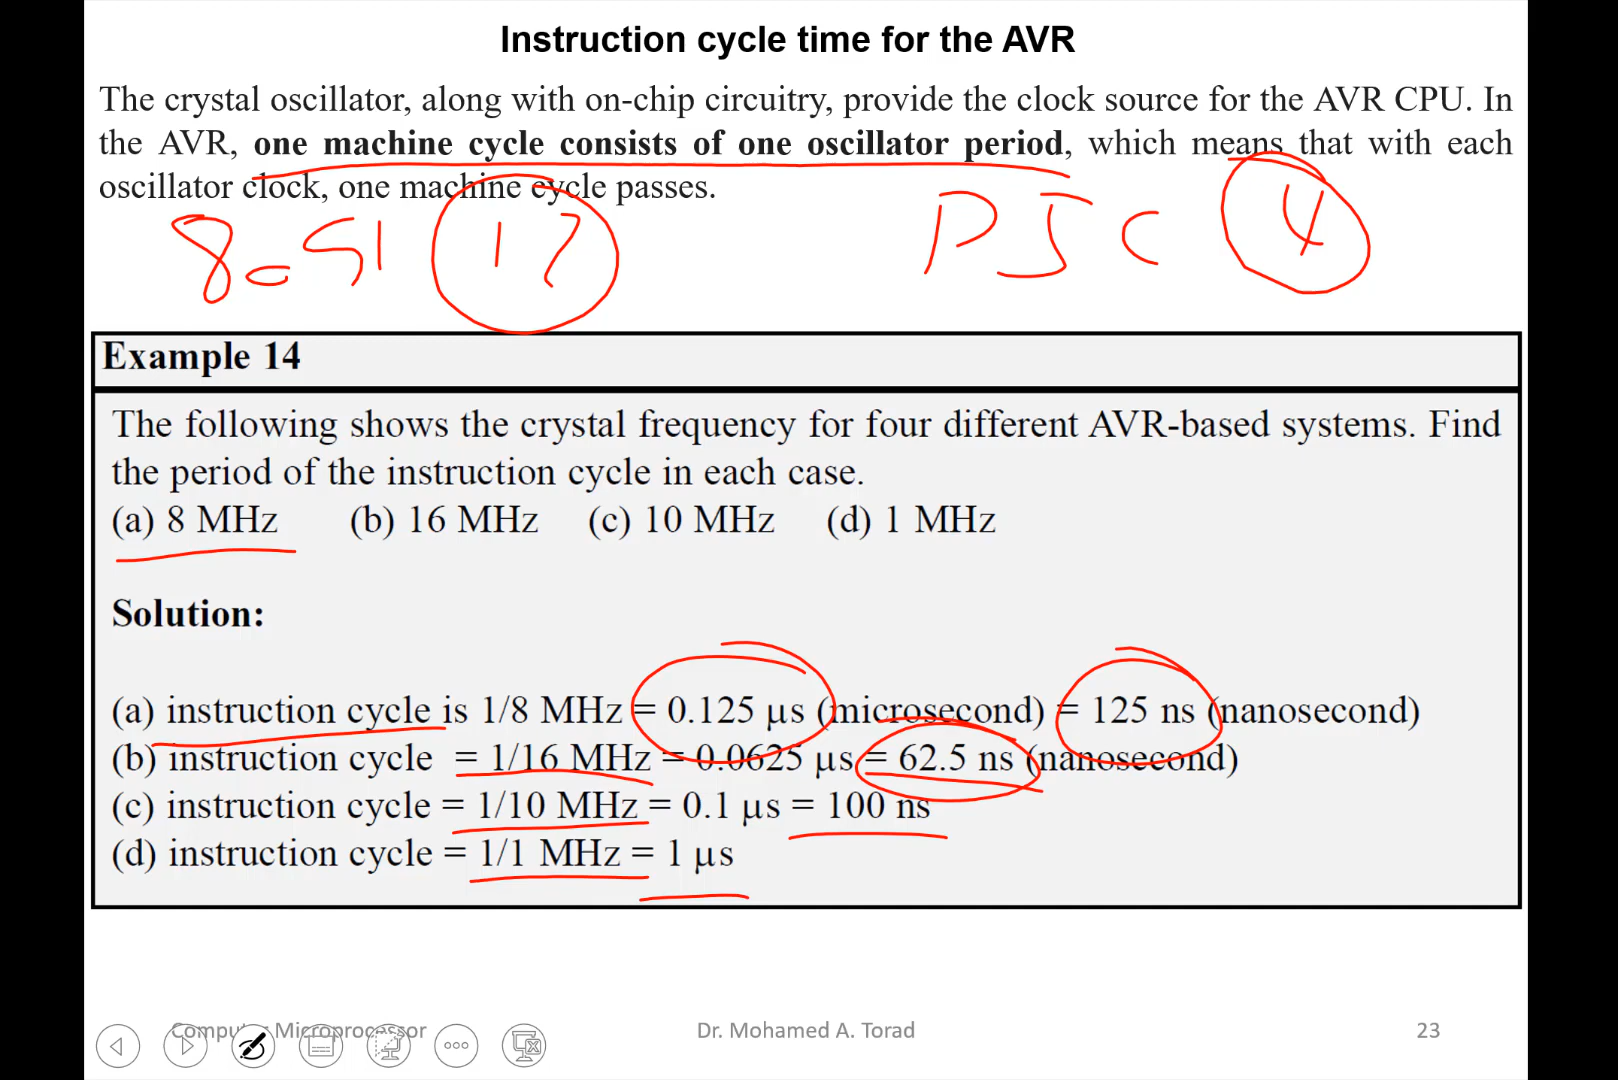 Instruction cycle time for the AVR
The crystal oscillator, along with on-chip circuitry, provide the clock source for the AVR CPU. In
the AVR, one machine cycle consists of one oscillator period, which means that with each
oscillator clock, one machine cycle passes.
8051 12 PIC 4
Example 14
The following shows the crystal frequency for four different AVR-based systems. Find
the period of the instruction cycle in each case.
(a) 8 MHz (b) 16 MHz (c) 10 MHz (d) 1 MHz
Solution:
(a) instruction cycle is 1/8 MHz = 0.125 μs (microsecond) = 125 ns (nanosecond)
(b) instruction cycle = 1/16 MHz = 0.0625 μs = 62.5 ns (nanosecond)
(c) instruction cycle = 1/10 MHz = 0.1 μs = 100 ns
(d) instruction cycle = 1/1 MHz = 1 μs
Computer Microprocessor Dr. Mohamed A. Torad 23